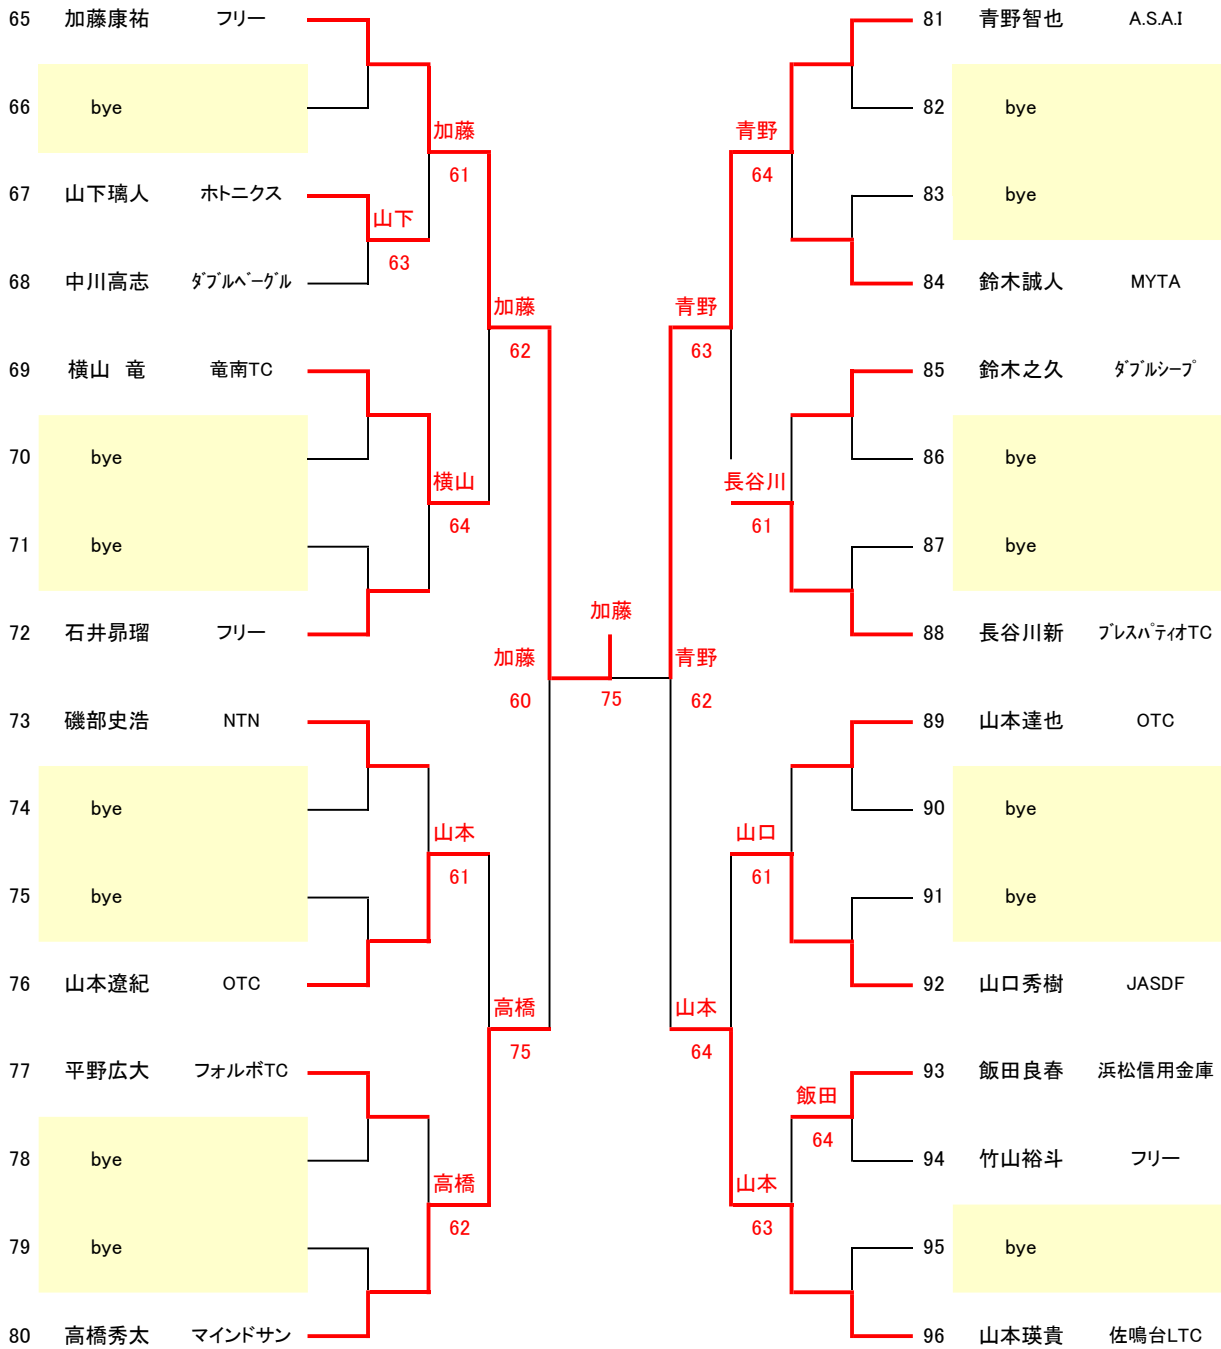 65 加藤康祐 フリー
66 bye
加藤
61
67 山下璃人 ホトニクス
山下
63
68 中川高志 ﾀﾞﾌﾞﾙﾍﾞｰｸﾞﾙ
加藤
62
69 横山 竜 竜南TC
70 bye
横山
64
71 bye
72 石井昴瑠 フリー
加藤
60
73 磯部史浩 NTN
74 bye
山本
61
75 bye
76 山本遼紀 OTC
高橋
75
77 平野広大 フォルボTC
78 bye
高橋
62
79 bye
80 高橋秀太 マインドサン
加藤
75
81 青野智也 A.S.A.I
82 bye
青野
64
83 bye
84 鈴木誠人 MYTA
青野
63
85 鈴木之久 ﾀﾞﾌﾞﾙｼｰﾌﾟ
86 bye
長谷川
61
87 bye
88 長谷川新 ﾌﾞﾚｽﾊﾟﾃｨｵTC
青野
62
89 山本達也 OTC
90 bye
山口
61
91 bye
92 山口秀樹 JASDF
山本
64
93 飯田良春 浜松信用金庫
飯田
64
94 竹山裕斗 フリー
山本
63
95 bye
96 山本瑛貴 佐鳴台LTC